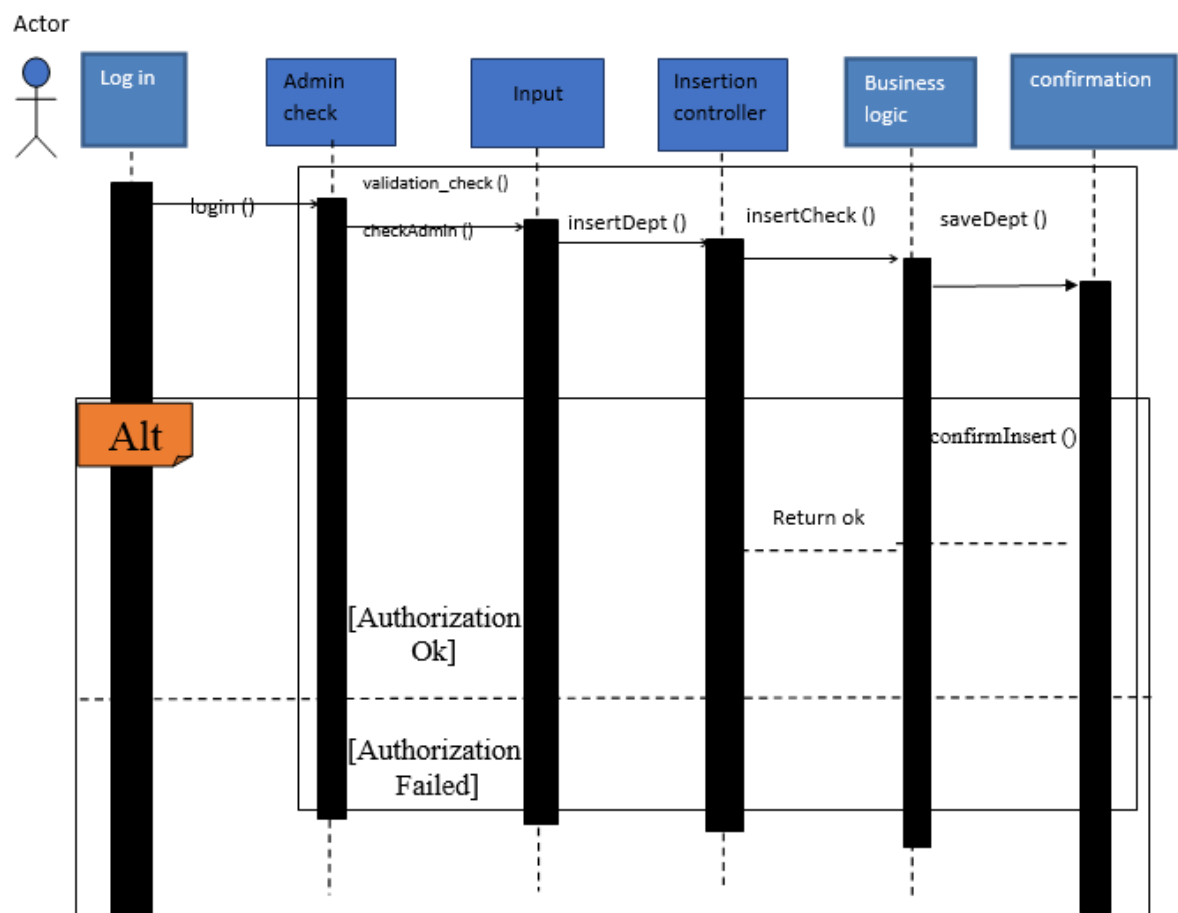 Actor
Log in
Admin
check
Input
Insertion
controller
Business
logic
confirmation
validation_check ()
login ()
checkAdmin ()
insertDept ()
insertCheck ()
saveDept ()
Alt
confirmInsert ()
Return ok
[Authorization
Ok]
[Authorization
Failed]